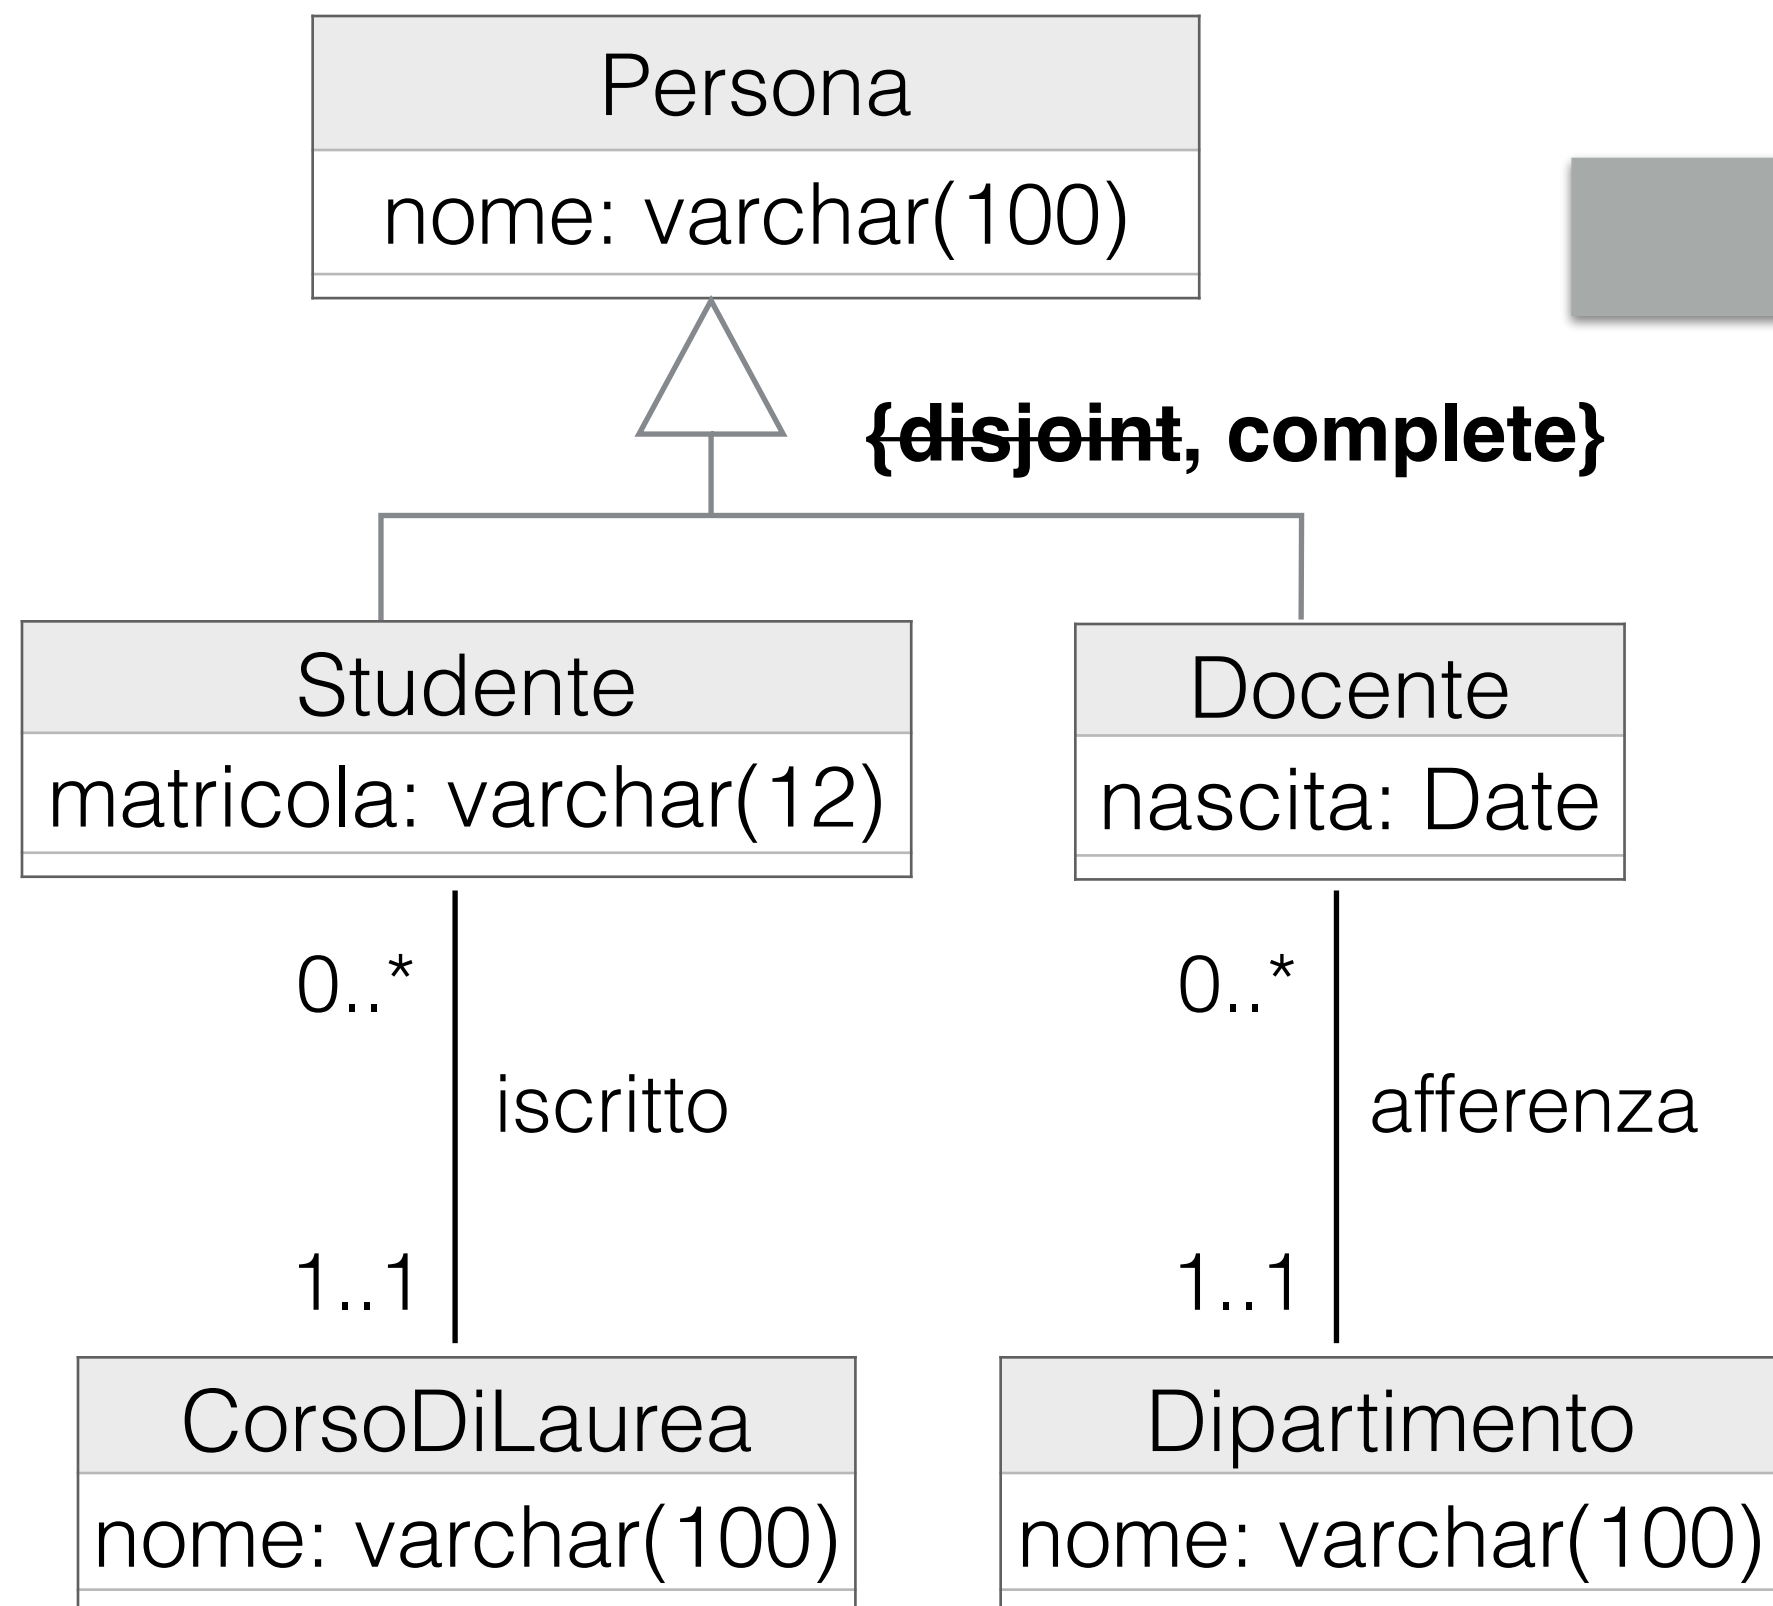 Persona
nome: varchar(100)
{disjoint, complete}
Studente
matricola: varchar(12)
Docente
nascita: Date
0..*
0..*
iscritto
afferenza
1..1
1..1
CorsoDiLaurea
nome: varchar(100)
Dipartimento
nome: varchar(100)